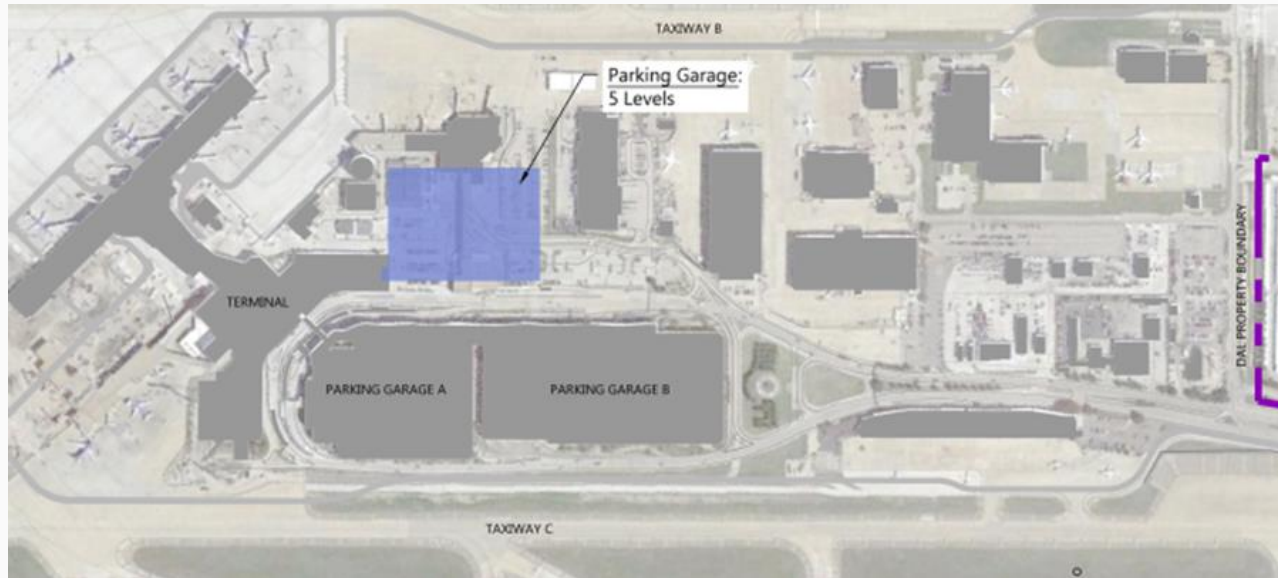 TAXIWAY B
Parking Garage:
5 Levels
DAL PROPERTY BOUNDARY
TERMINAL
PARKING GARAGE A
PARKING GARAGE B
TAXIWAY C